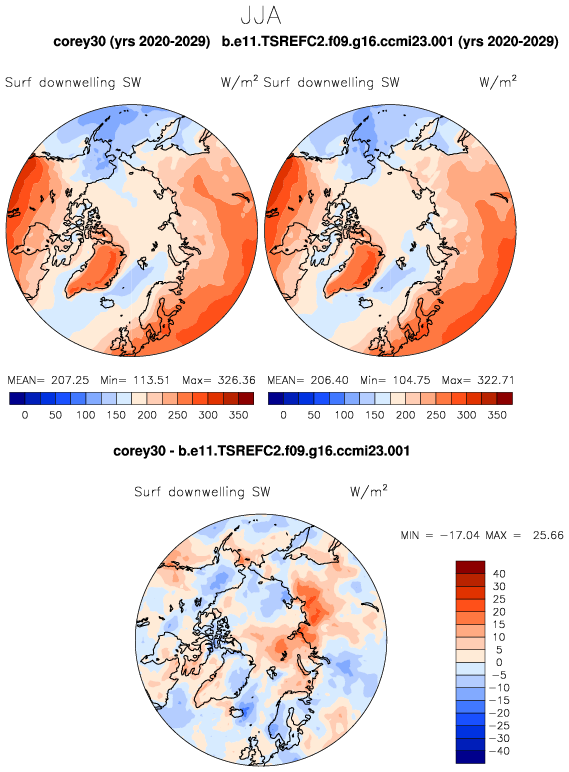 JJA
corey30 (yrs 2020-2029) b.e11.TSREFC2.f09.g16.ccmi23.001 (yrs 2020-2029)
Surf downwelling SW W/m² Surf downwelling SW W/m²
MEAN= 207.25 Min= 113.51 Max= 326.36 MEAN= 206.40 Min= 104.75 Max= 322.71
0 50 100 150 200 250 300 350 0 50 100 150 200 250 300 350
corey30 - b.e11.TSREFC2.f09.g16.ccmi23.001
Surf downwelling SW W/m²
MIN = -17.04 MAX = 25.66
40
30
25
20
15
10
5
0
-5
-10
-15
-20
-25
-30
-40